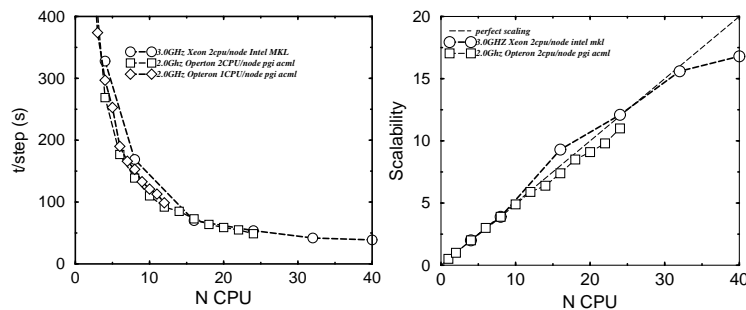 400
300
200
100
0
t/step (s)
0
10
20
30
40
N CPU
3.0GHz Xeon 2cpu/node Intel MKL
2.0Ghz Operton 2CPU/node pgi acml
2.0Ghz Opteron 1CPU/node pgi acml
20
15
10
5
0
Scalability
0
10
20
30
40
N CPU
perfect scaling
3.0GHZ Xeon 2cpu/node intel mkl
2.0Ghz Opteron 2cpu/node pgi acml